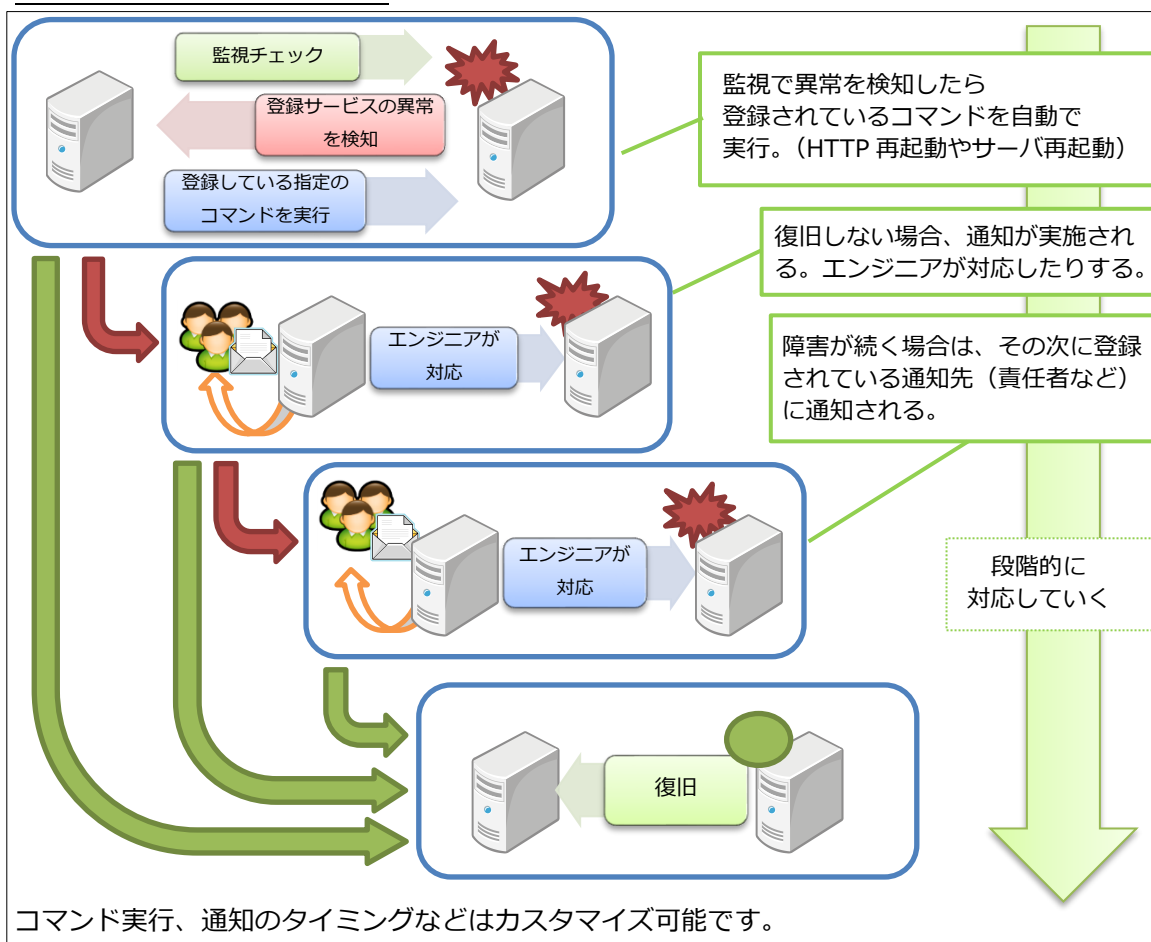 監視チェック
登録サービスの異常
を検知
登録している指定の
コマンドを実行
監視で異常を検知したら
登録されているコマンドを自動で
実行。（HTTP 再起動やサーバ再起動）
復旧しない場合、通知が実施され
る。エンジニアが対応したりする。
エンジニアが
対応
障害が続く場合は、その次に登録
されている通知先（責任者など）
に通知される。
エンジニアが
対応
段階的に
対応していく
復旧
コマンド実行、通知のタイミングなどはカスタマイズ可能です。